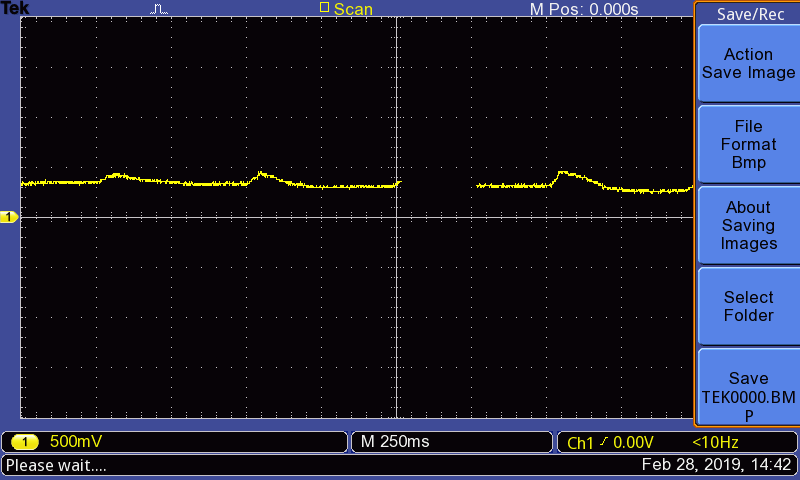 Tek
Scan
M Pos: 0.000s
Save/Rec
Action
Save Image
File
Format
Bmp
About
Saving
Images
Select
Folder
Save
TEK0000.BM
P
1
1 500mV
M 250ms
Ch1 / 0.00V <10Hz
Please wait....
Feb 28, 2019, 14:42